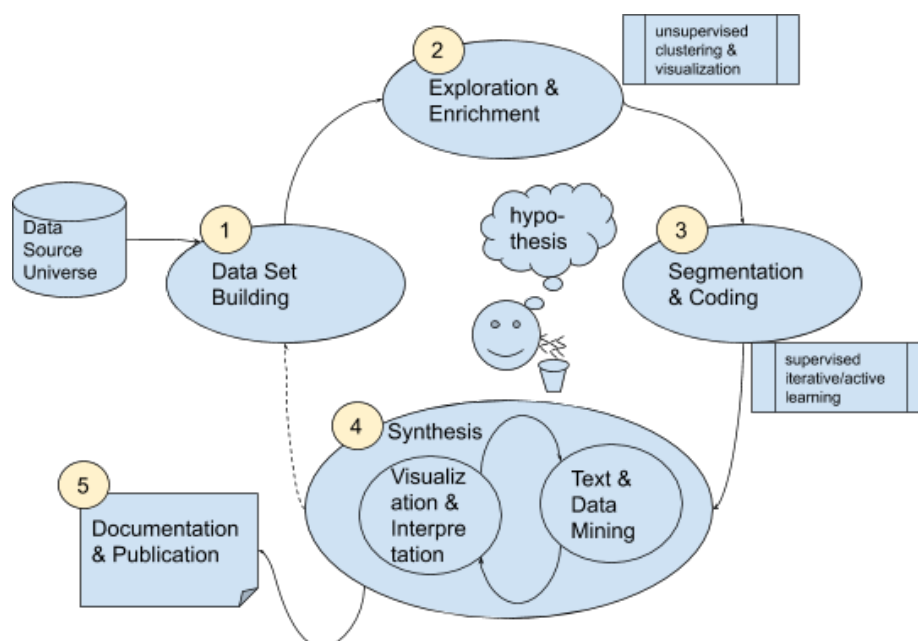 2
Exploration &
Enrichment
unsupervised
clustering &
visualization
Data
Source
Universe
1
Data Set
Building
hypo-
thesis
3
Segmentation
& Coding
supervised
iterative/active
learning
4
Synthesis
Visualiz
ation &
Interpre
tation
Text &
Data
Mining
5
Documentation
& Publication